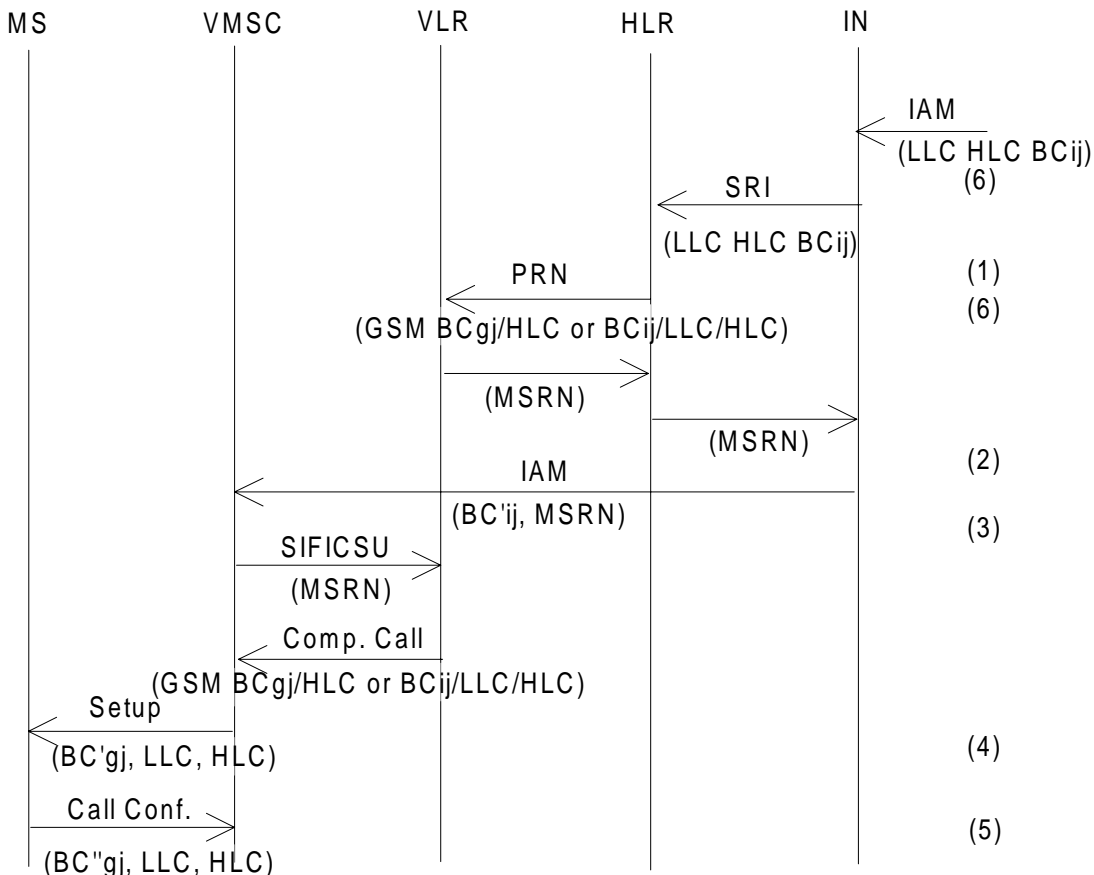 MS VMSC VLR HLR IN
IAM
(LLC HLC BCij)
(6)
SRI
(LLC HLC BCij)
(1)
PRN
(6)
(GSM BCgj/HLC or BCij/LLC/HLC)
(MSRN)
(MSRN)
(2)
IAM
(BC'ij, MSRN)
(3)
SIFICSU
(MSRN)
Comp. Call
(GSM BCgj/HLC or BCij/LLC/HLC)
Setup
(BC'gj, LLC, HLC)
(4)
Call Conf.
(5)
(BC''gj, LLC, HLC)